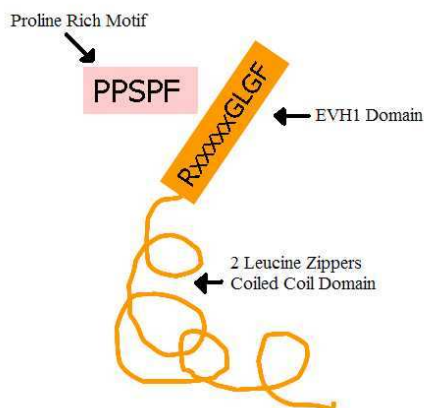 Proline Rich Motif
PPSPF
RxxxxxGLGF
EVH1 Domain
2 Leucine Zippers
Coiled Coil Domain